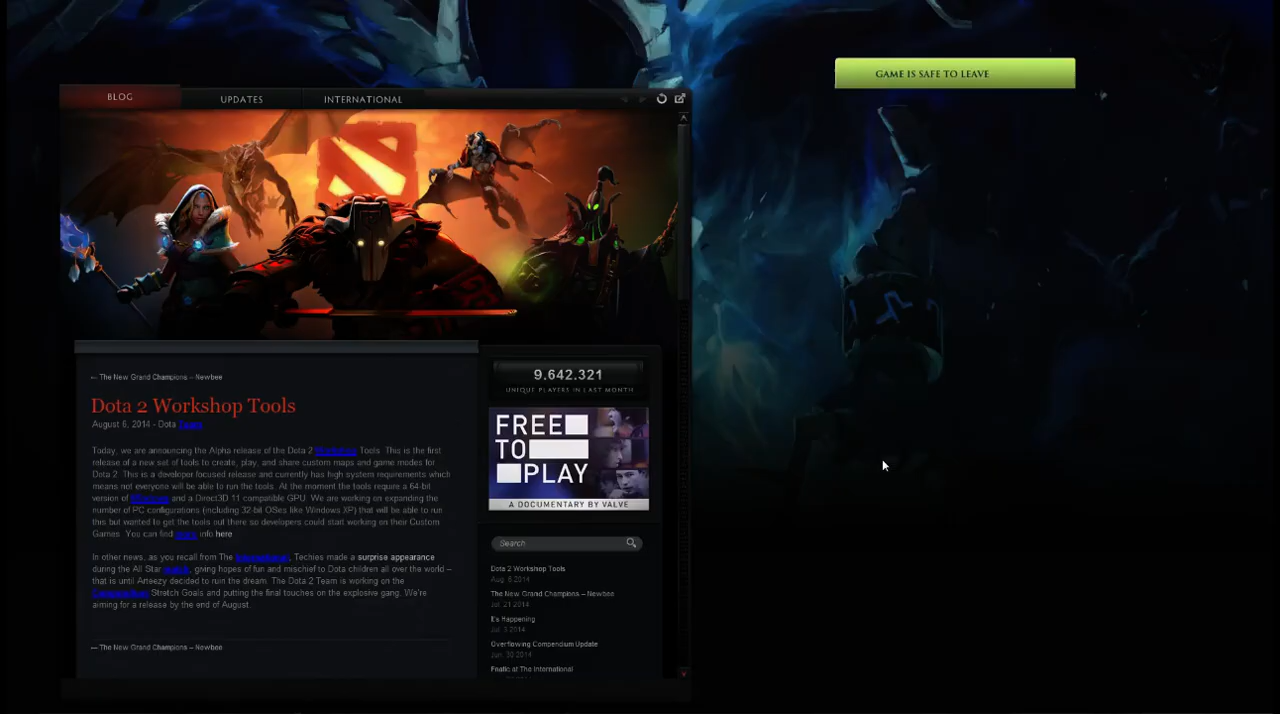 GAME IS SAFE TO LEAVE
BLOG
UPDATES
INTERNATIONAL
← The New Grand Champions – Newbee
Dota 2 Workshop Tools
August 6, 2014 - Dota Team
Today, we are announcing the Alpha release of the Dota 2 Workshop Tools. This is the first
release of a new set of tools to create, play, and share custom maps and game modes for
Dota 2. This is a developer focused release and currently has high system requirements which
means not everyone will be able to run the tools. At the moment the tools require a 64-bit
version of Windows and a Direct3D 11 compatible GPU. We are working on expanding the
number of PC configurations (including 32-bit OSes like Windows XP) that will be able to run
this but wanted to get the tools out there so developers could start working on their Custom
Games. You can find more info here
In other news, as you recall from The International, Techies made a surprise appearance
during the All Star match, giving hopes of fun and mischief to Dota children all over the world –
that is until Arteezy decided to ruin the dream. The Dota 2 Team is working on the
Compendium Stretch Goals and putting the final touches on the explosive gang. We're
aiming for a release by the end of August.
← The New Grand Champions – Newbee
9,642,321
UNIQUE PLAYERS IN LAST MONTH
FREE
TO
PLAY
A DOCUMENTARY BY VALVE
Search
Dota 2 Workshop Tools
Aug. 6 2014
The New Grand Champions – Newbee
Jul. 21 2014
It's Happening
Jul. 3 2014
Overflowing Compendium Update
Jun. 30 2014
Fnatic at The International